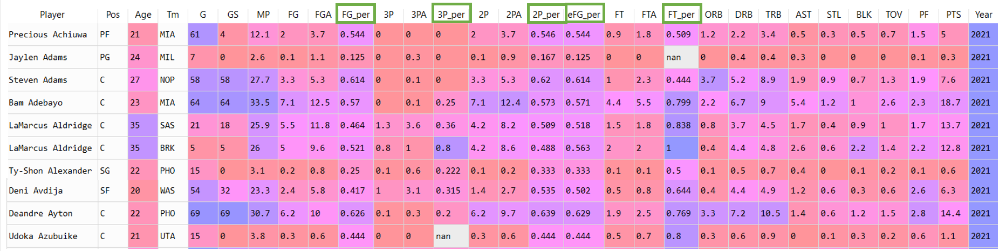 Player Pos Age Tm G GS MP FG FGA FG_per 3P 3PA 3P_per 2P 2PA 2P_per eFG_per FT FTA FT_per ORB DRB TRB AST STL BLK TOV PF PTS Year
Precious Achiuwa PF 21 MIA 61 4 12.1 2 3.7 0.544 0 0 0 2 3.7 0.546 0.544 0.9 1.8 0.509 1.2 2.2 3.4 0.5 0.3 0.5 0.7 1.5 5 2021
Jaylen Adams PG 24 MIL 7 0 2.6 0.1 1.1 0.125 0 0.3 0 0.1 0.9 0.167 0.125 0 0 nan 0 0.4 0.4 0.3 0 0 0 0.1 0.3 2021
Steven Adams C 27 NOP 58 58 27.7 3.3 5.3 0.614 0 0.1 0 3.3 5.3 0.62 0.614 1 2.3 0.444 3.7 5.2 8.9 1.9 0.9 0.7 1.3 1.9 7.6 2021
Bam Adebayo C 23 MIA 64 64 33.5 7.1 12.5 0.57 0 0.1 0.25 7.1 12.4 0.573 0.571 4.4 5.5 0.799 2.2 6.7 9 5.4 1.2 1 2.6 2.3 18.7 2021
LaMarcus Aldridge C 35 SAS 21 18 25.9 5.5 11.8 0.464 1.3 3.6 0.36 4.2 8.2 0.509 0.518 1.5 1.8 0.838 0.8 3.7 4.5 1.7 0.4 0.9 1 1.7 13.7 2021
LaMarcus Aldridge C 35 BRK 5 5 26 5 9.6 0.521 0.8 1 0.8 4.2 8.6 0.488 0.563 2 2 1 0.4 4.4 4.8 2.6 0.6 2.2 1.4 2.2 12.8 2021
Ty-Shon Alexander SG 22 PHO 15 0 3.1 0.2 0.8 0.25 0.1 0.6 0.222 0.1 0.2 0.333 0.333 0.1 0.1 0.5 0.1 0.5 0.7 0.4 0 0.1 0.2 0.1 0.6 2021
Deni Avdija SF 20 WAS 54 32 23.3 2.4 5.8 0.417 1 3.1 0.315 1.4 2.7 0.535 0.502 0.5 0.8 0.644 0.4 4.4 4.9 1.2 0.6 0.3 0.6 2.6 6.3 2021
Deandre Ayton C 22 PHO 69 69 30.7 6.2 10 0.626 0.1 0.3 0.2 6.2 9.7 0.639 0.629 1.9 2.5 0.769 3.3 7.2 10.5 1.4 0.6 1.2 1.5 2.8 14.4 2021
Udoka Azubuike C 21 UTA 15 0 3.8 0.3 0.6 0.444 0 0 nan 0.3 0.6 0.444 0.444 0.5 0.7 0.8 0.3 0.6 0.9 0 0.1 0.3 0.2 0.6 1.1 2021